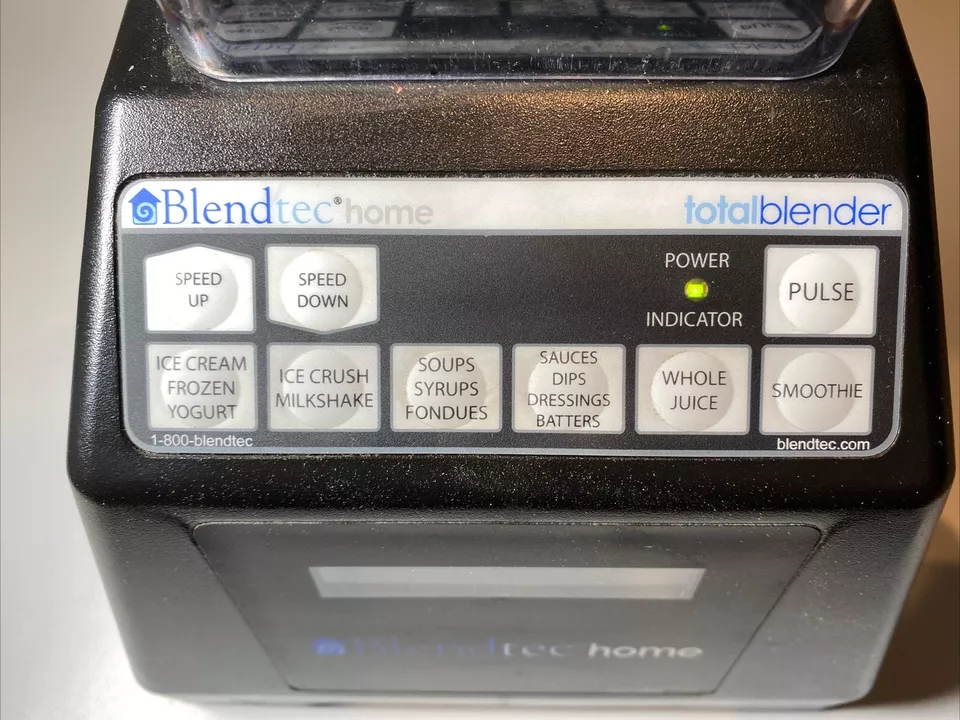 Blendtec® home
totalblender
SPEED
UP
SPEED
DOWN
POWER
INDICATOR
PULSE
ICE CREAM
FROZEN
YOGURT
ICE CRUSH
MILKSHAKE
SOUPS
SYRUPS
FONDUES
SAUCES
DIPS
DRESSINGS
BATTERS
WHOLE
JUICE
SMOOTHIE
1-800-blendtec
blendtec.com
Blendtec home